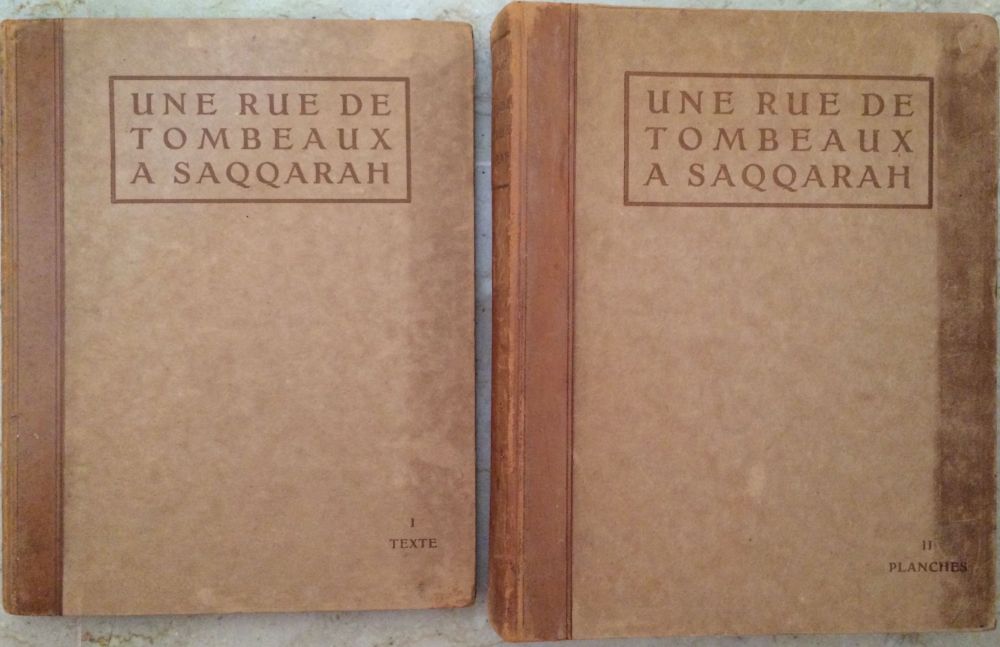 UNE RUE DE
TOMBEAUX
A SAQQARAH
I
TEXTE
UNE RUE DE
TOMBEAUX
A SAQQARAH
II
PLANCHES